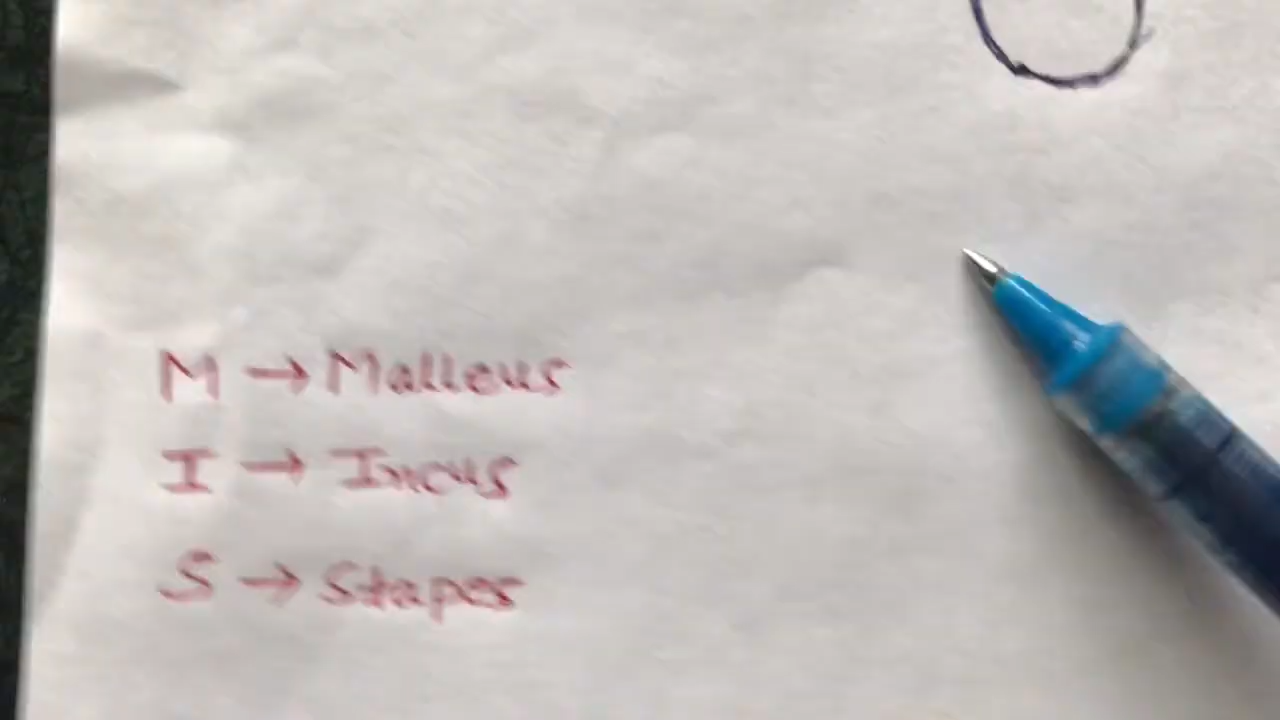 M → Malleus
I → Incus
S → Stapes